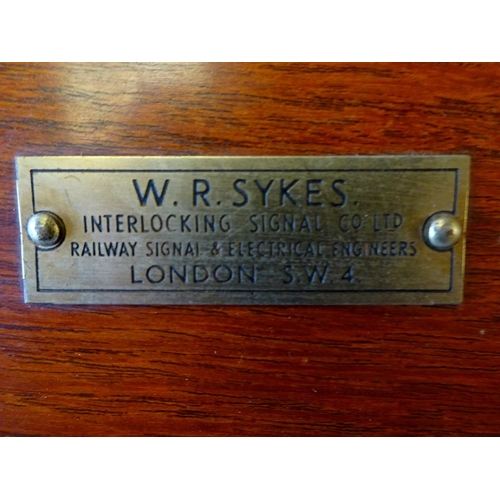 W. R. SYKES.
INTERLOCKING SIGNAL CO LTD
RAILWAY SIGNAL & ELECTRICAL ENGINEERS
LONDON S.W.4.